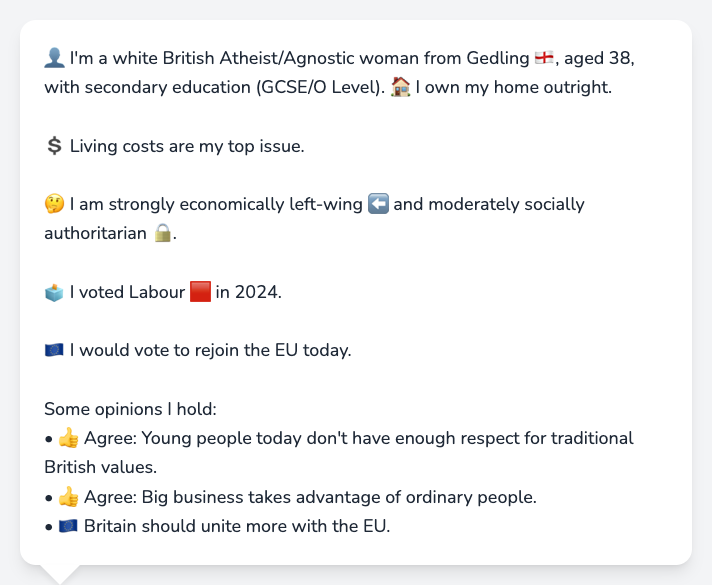 👤 I'm a white British Atheist/Agnostic woman from Gedling 🏴󠁧󠁢󠁥󠁮󠁧󠁿, aged 38,
with secondary education (GCSE/O Level). 🏠 I own my home outright.
💲 Living costs are my top issue.
🤔 I am strongly economically left-wing ⬅️ and moderately socially
authoritarian 🔒.
🗳️ I voted Labour 🟥 in 2024.
🇪🇺 I would vote to rejoin the EU today.
Some opinions I hold:
• 👍 Agree: Young people today don't have enough respect for traditional
British values.
• 👍 Agree: Big business takes advantage of ordinary people.
• 🇪🇺 Britain should unite more with the EU.